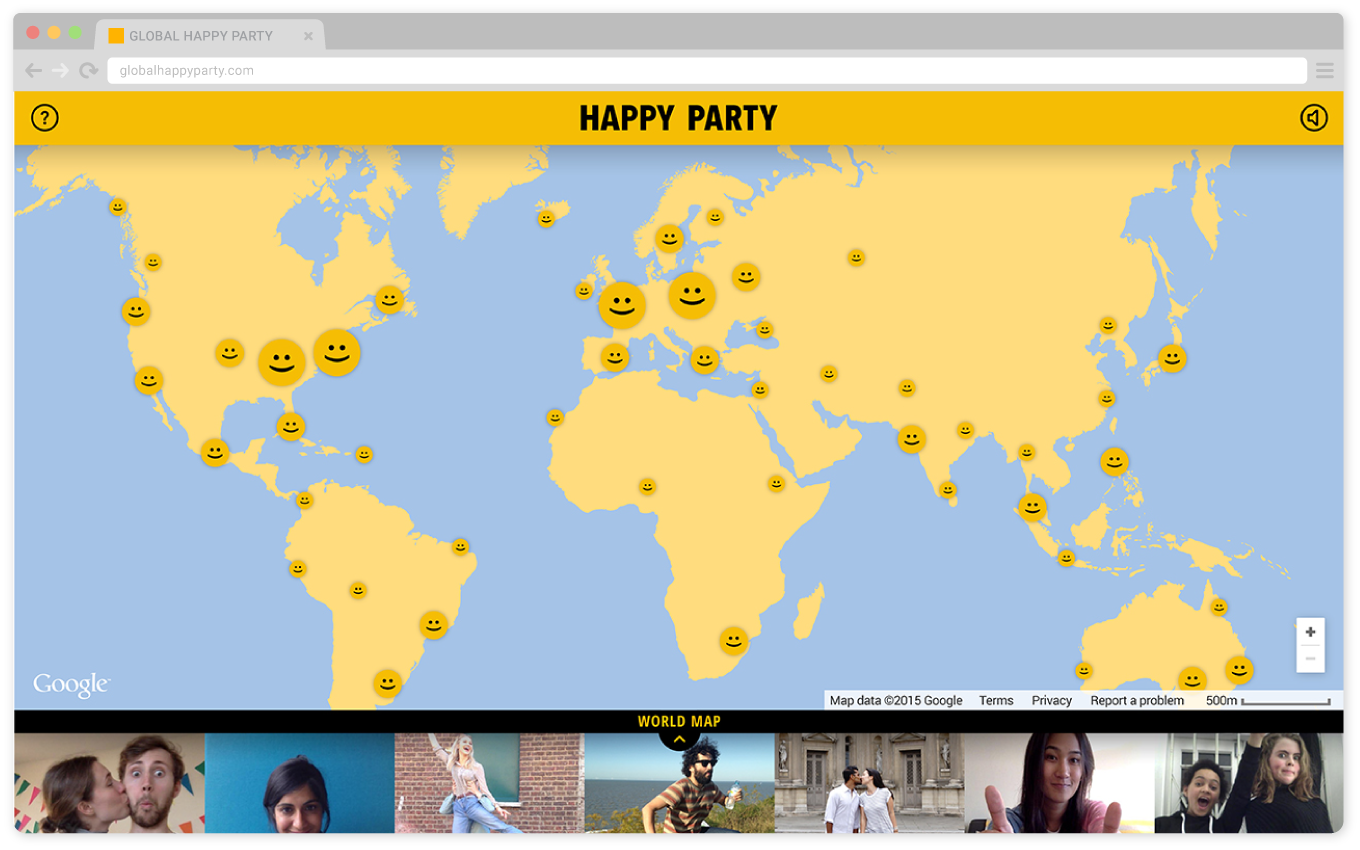 GLOBAL HAPPY PARTY
globalhappyparty.com
?
HAPPY PARTY
+
Google
Map data ©2015 Google Terms Privacy Report a problem 500m
WORLD MAP